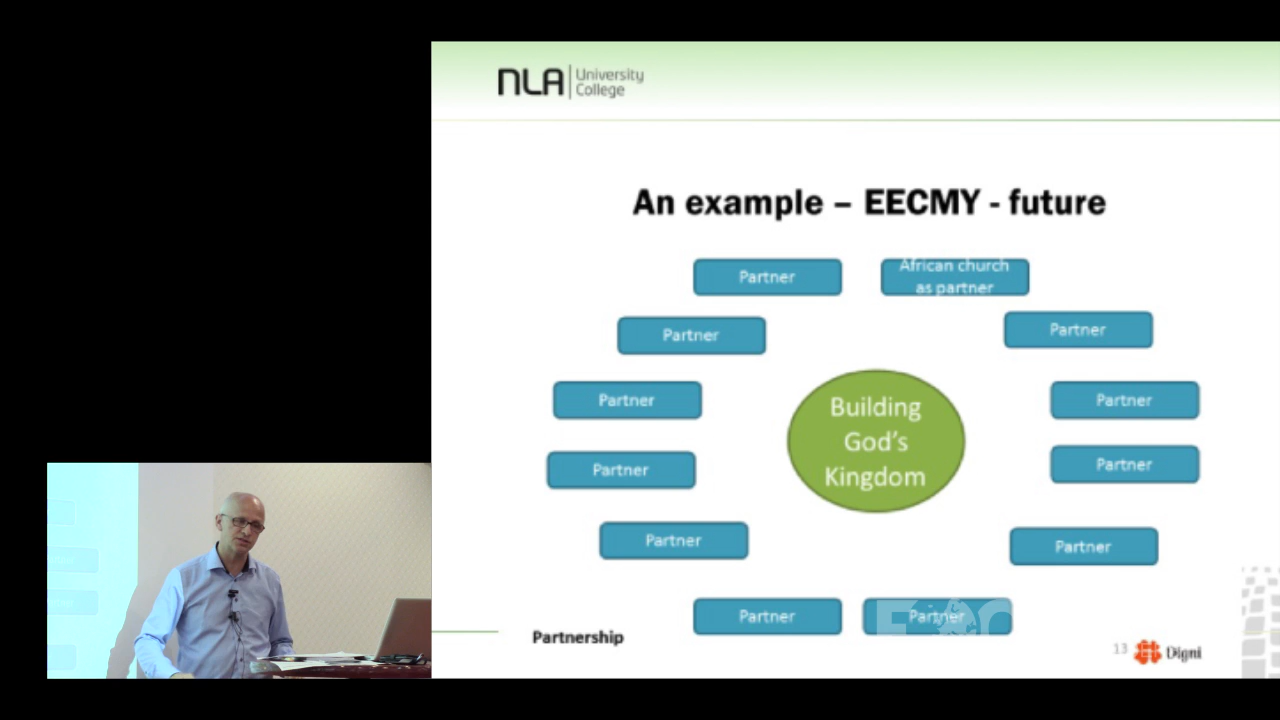 NLA University College
An example – EECMY - future
Partner
African church as partner
Partner
Partner
Partner
Partner
Building God's Kingdom
Partner
Partner
Partner
Partner
Partner
Partner
Partnership
13
Digni